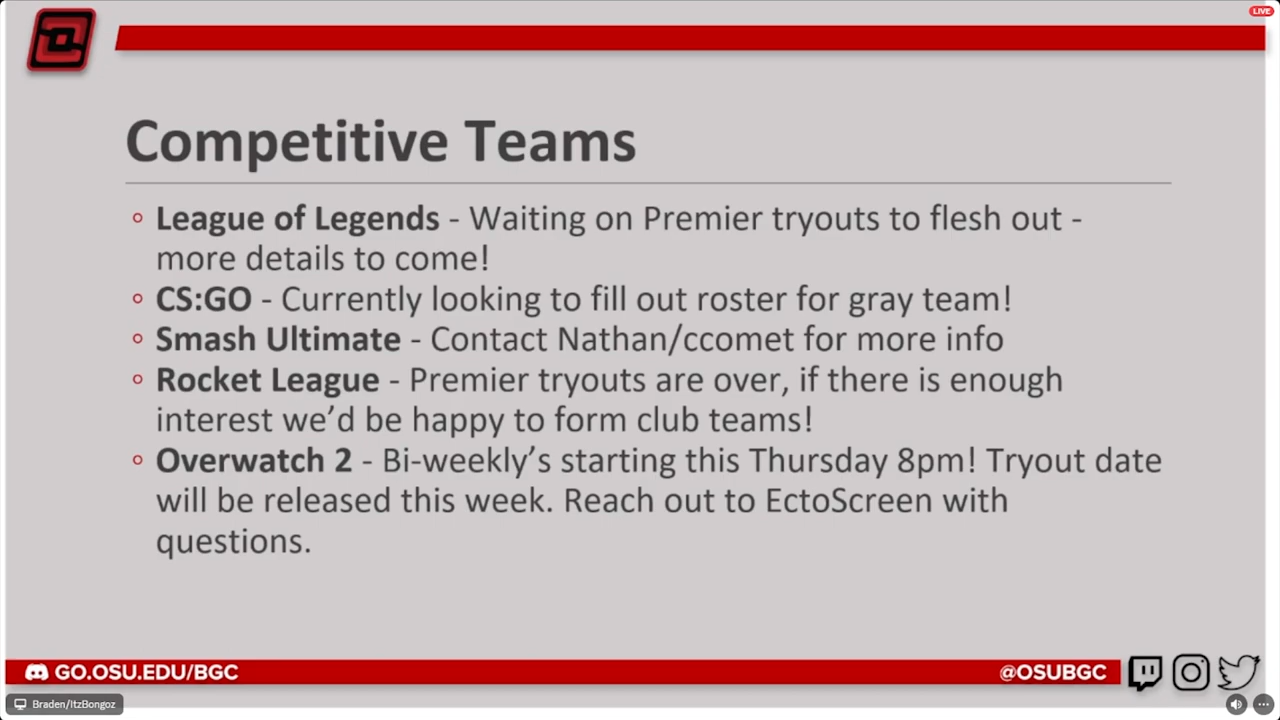 LIVE
Competitive Teams
◦ League of Legends - Waiting on Premier tryouts to flesh out -
more details to come!
◦ CS:GO - Currently looking to fill out roster for gray team!
◦ Smash Ultimate - Contact Nathan/ccomet for more info
◦ Rocket League - Premier tryouts are over, if there is enough
interest we’d be happy to form club teams!
◦ Overwatch 2 - Bi-weekly’s starting this Thursday 8pm! Tryout date
will be released this week. Reach out to EctoScreen with
questions.
GO.OSU.EDU/BGC
@OSUBGC
Braden/ItzBongoz